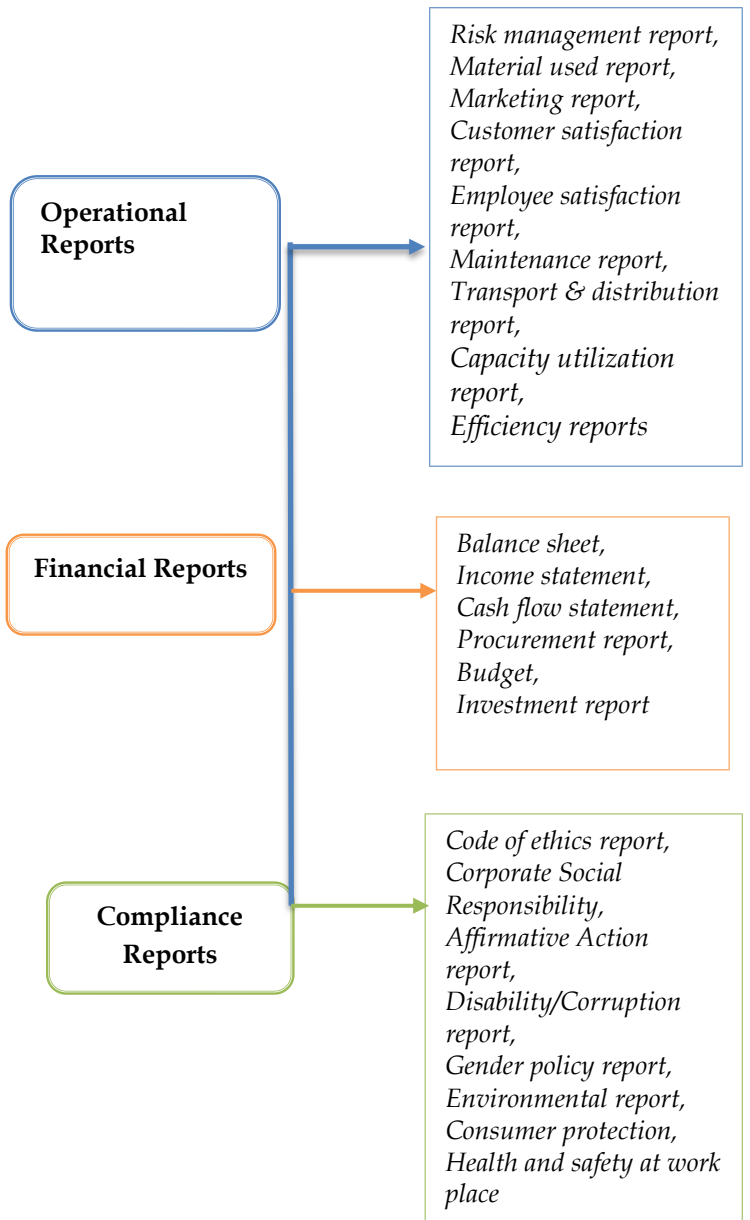 Operational
Reports
Risk management report,
Material used report,
Marketing report,
Customer satisfaction
report,
Employee satisfaction
report,
Maintenance report,
Transport & distribution
report,
Capacity utilization
report,
Efficiency reports
Financial Reports
Balance sheet,
Income statement,
Cash flow statement,
Procurement report,
Budget,
Investment report
Compliance
Reports
Code of ethics report,
Corporate Social
Responsibility,
Affirmative Action
report,
Disability/Corruption
report,
Gender policy report,
Environmental report,
Consumer protection,
Health and safety at work
place